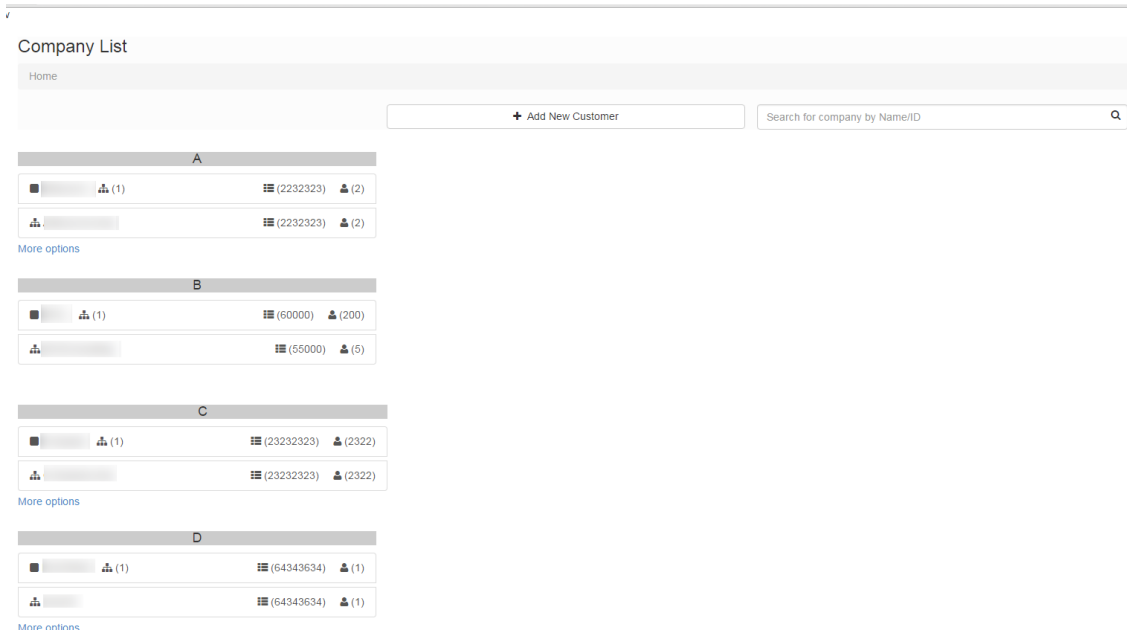 Company List
Home
Add New Customer
Search for company by Name/ID
A
(1) (2232323) (2)
(2232323) (2)
More options
B
(1) (60000) (200)
(55000) (5)
C
(1) (23232323) (2322)
(23232323) (2322)
More options
D
(1) (64343634) (1)
(64343634) (1)
More options